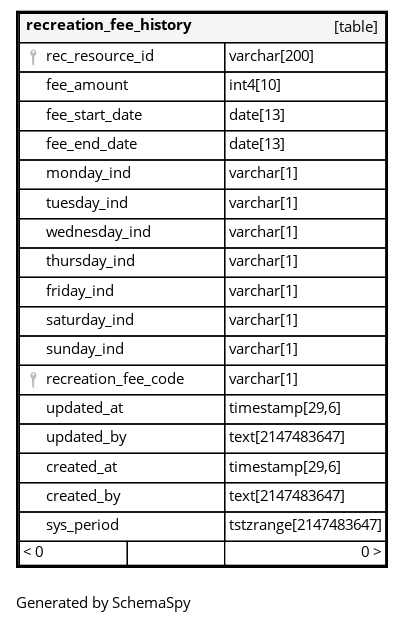 recreation_fee_history [table]
rec_resource_id varchar[200]
fee_amount int4[10]
fee_start_date date[13]
fee_end_date date[13]
monday_ind varchar[1]
tuesday_ind varchar[1]
wednesday_ind varchar[1]
thursday_ind varchar[1]
friday_ind varchar[1]
saturday_ind varchar[1]
sunday_ind varchar[1]
recreation_fee_code varchar[1]
updated_at timestamp[29,6]
updated_by text[2147483647]
created_at timestamp[29,6]
created_by text[2147483647]
sys_period tstzrange[2147483647]
< 0 0 >
Generated by SchemaSpy